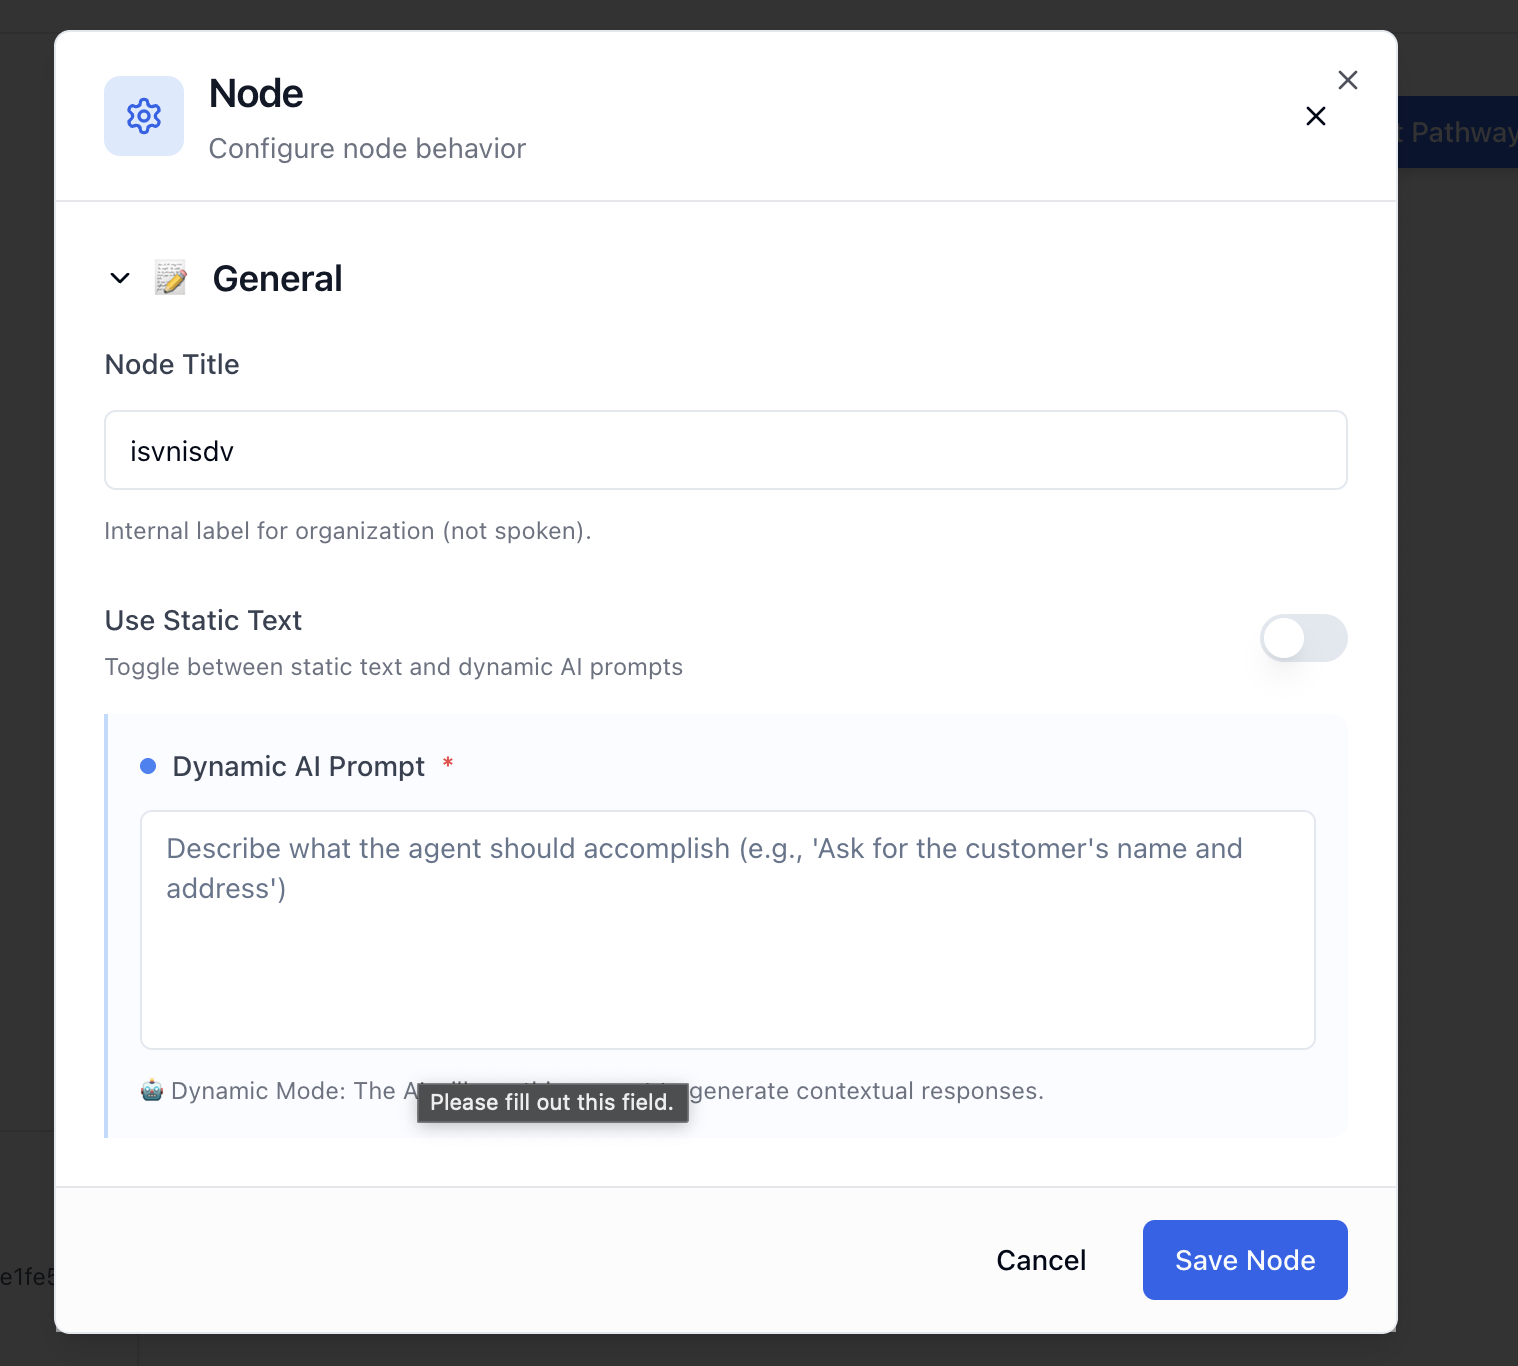 Node
Configure node behavior
t Pathway
General
Node Title
isvnisdv
Internal label for organization (not spoken).
Use Static Text
Toggle between static text and dynamic AI prompts
Dynamic AI Prompt *
Describe what the agent should accomplish (e.g., 'Ask for the customer's name and
address')
Dynamic Mode: The generate contextual responses.
Please fill out this field.
e1fe5
Cancel
Save Node